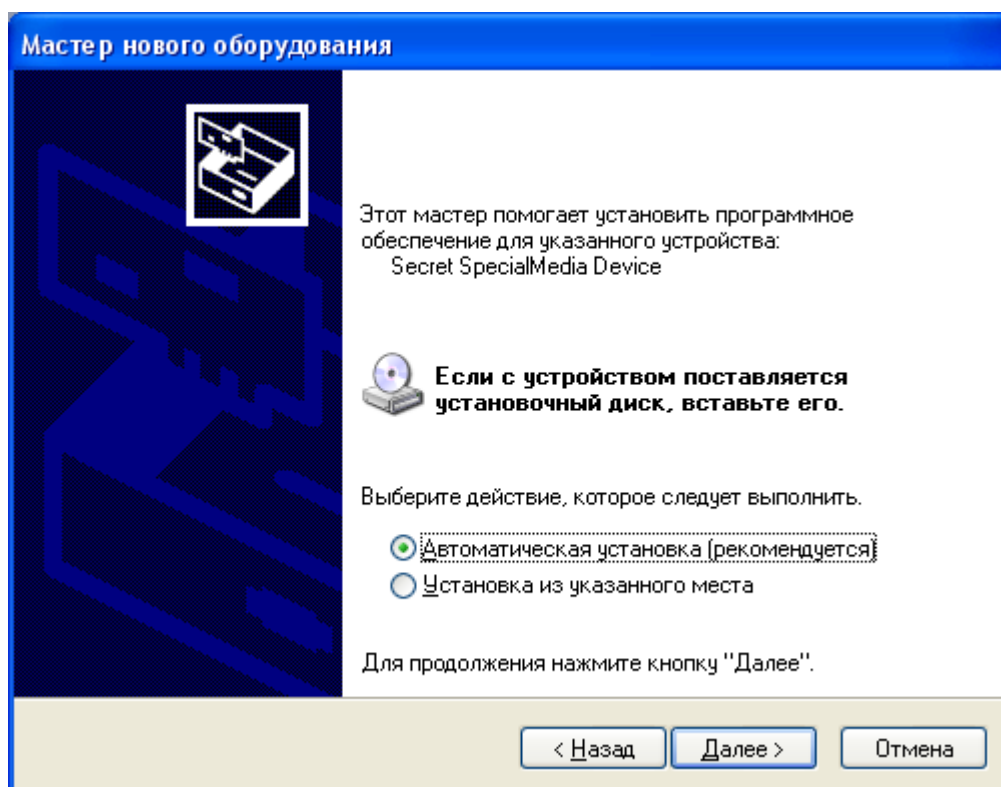 Мастер нового оборудования
Этот мастер помогает установить программное
обеспечение для указанного устройства:
Secret SpecialMedia Device
Если с устройством поставляется
установочный диск, вставьте его.
Выберите действие, которое следует выполнить.
Автоматическая установка (рекомендуется)
Установка из указанного места
Для продолжения нажмите кнопку "Далее".
< Назад
Далее >
Отмена